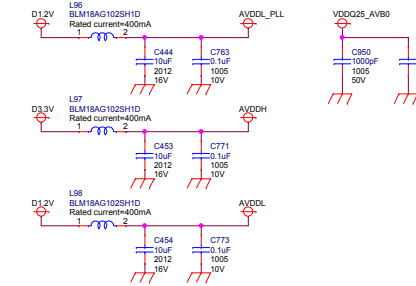 L96
D1.2V BLM18AG102SH1D AVDDL_PLL VDDQ25_AVB0
Rated current=400mA
1 2
C444 C763 C950
10uF 0.1uF 1000pF
2012 1005 1005
16V 10V 50V
L97
D3.3V BLM18AG102SH1D AVDDH
Rated current=400mA
1 2
C453 C771
10uF 0.1uF
2012 1005
16V 10V
L98
D1.2V BLM18AG102SH1D AVDDL
Rated current=400mA
1 2
C454 C773
10uF 0.1uF
2012 1005
16V 10V